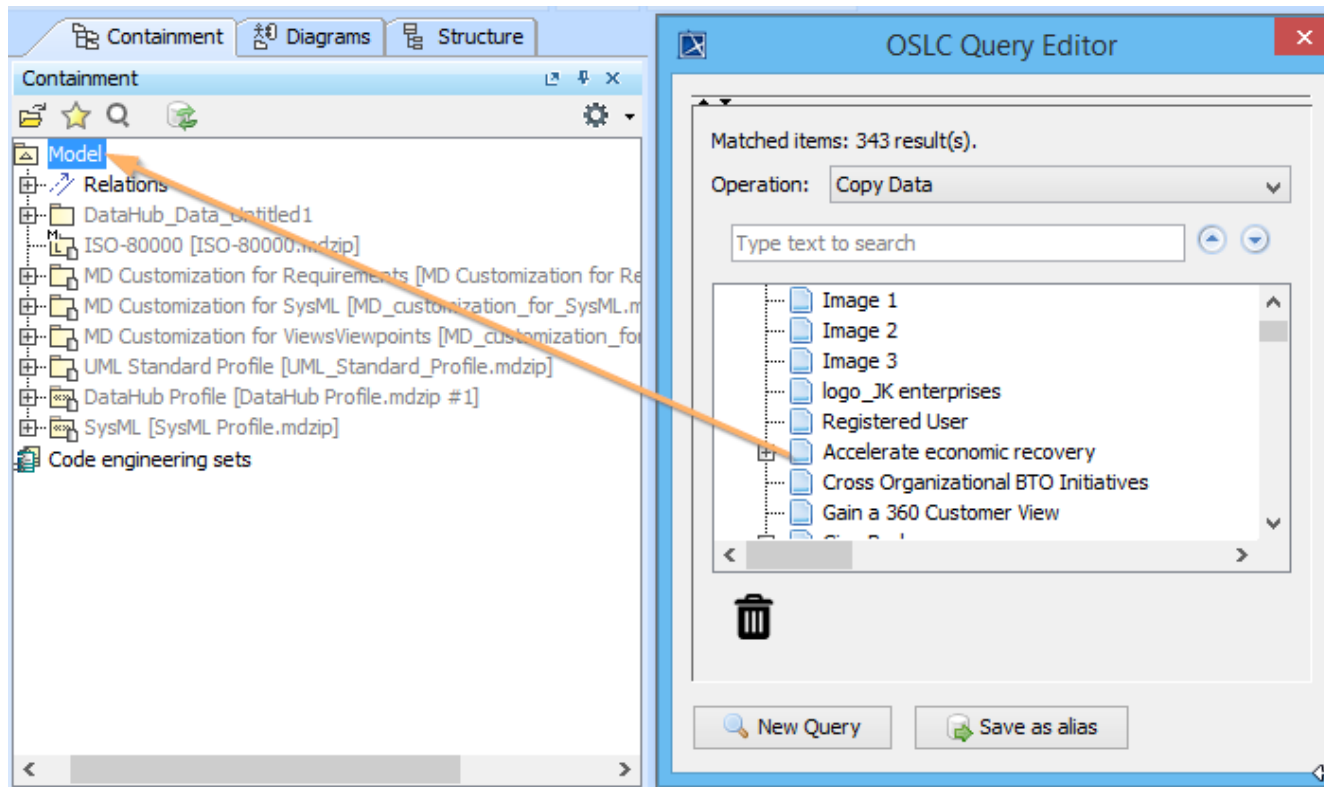 Containment
Diagrams
Structure
Containment
Model
Relations
DataHub_Data_Untitled1
ISO-80000 [ISO-80000.mdzip]
MD Customization for Requirements [MD Customization for Re
MD Customization for SysML [MD_customization_for_SysML.m
MD Customization for ViewsViewpoints [MD_customization_for
UML Standard Profile [UML_Standard_Profile.mdzip]
DataHub Profile [DataHub Profile.mdzip #1]
SysML [SysML Profile.mdzip]
Code engineering sets
OSLC Query Editor
Matched items: 343 result(s).
Operation: Copy Data
Type text to search
Image 1
Image 2
Image 3
logo_JK enterprises
Registered User
Accelerate economic recovery
Cross Organizational BTO Initiatives
Gain a 360 Customer View
New Query
Save as alias